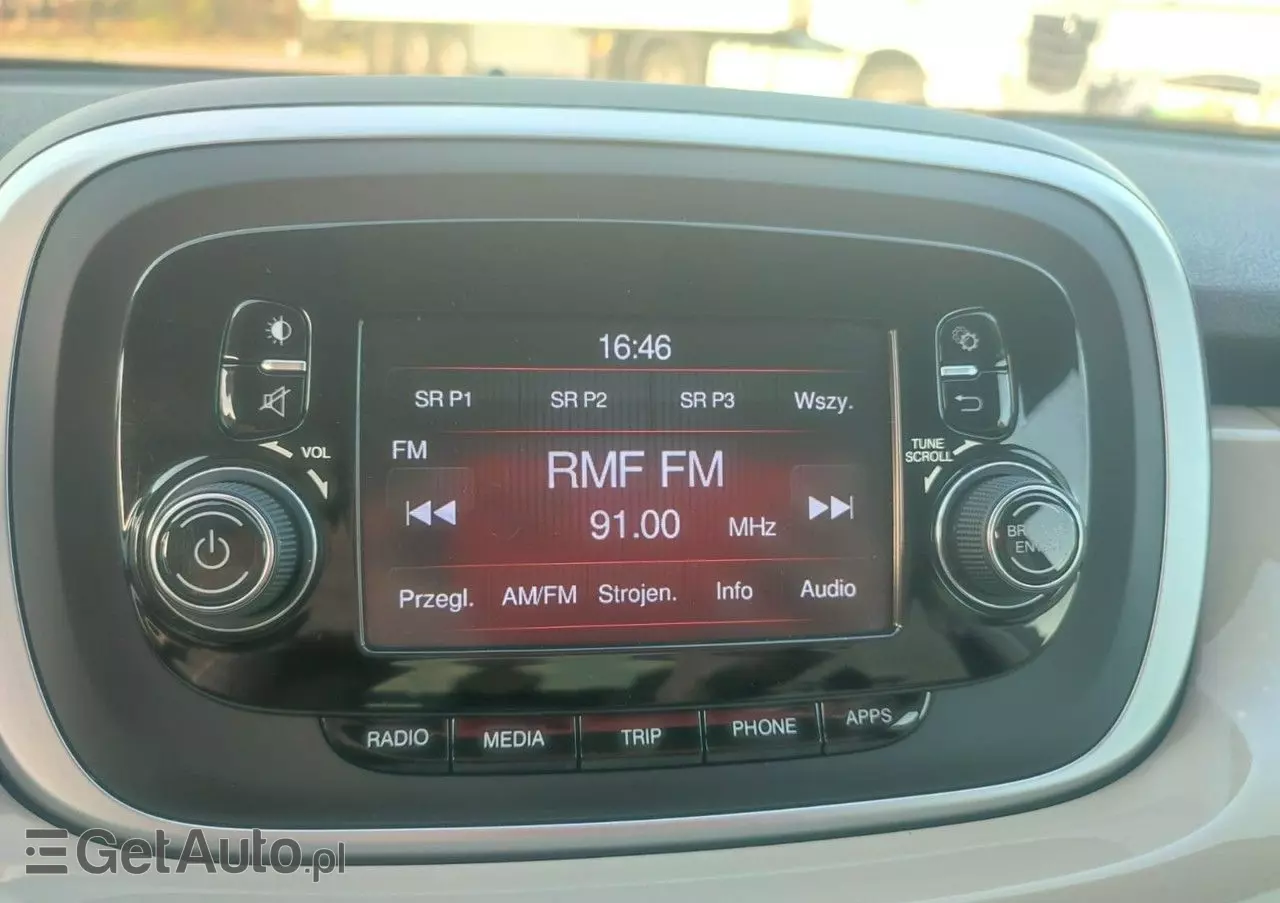 16:46
SR P1 SR P2 SR P3 Wszy.
FM
RMF FM
91.00 MHz
Przegl. AM/FM Strojen. Info Audio
VOL
TUNE
SCROLL
RADIO MEDIA TRIP PHONE APPS
GetAuto.pl